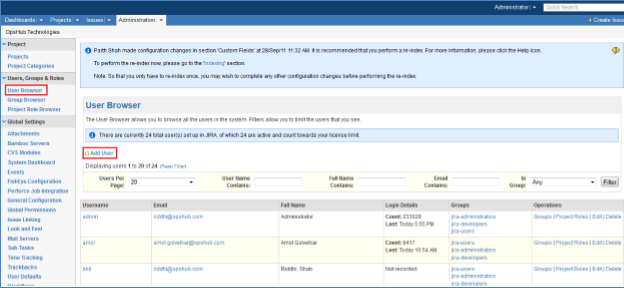 Administrator
Quick Search
Dashboards Projects Issues Administration
Create Issue
OpsHub Technologies
Project
Projects
Project Categories
Users, Groups & Roles
User Browser
Group Browser
Project Role Browser
Global Settings
Attachments
Bamboo Servers
CVS Modules
System Dashboard
Events
FishEye Configuration
Perforce Job Integration
General Configuration
Global Permissions
Issue Linking
Look and Feel
Mail Servers
Sub-Tasks
Time Tracking
Trackbacks
User Defaults
Parth Shah made configuration changes in section 'Custom Fields' at 28/Sep/11 11:32 AM. It is recommended that you perform a re-index. For more information, please click the Help icon.
To perform the re-index now, please go to the 'Indexing' section.
Note: So that you only have to re-index once, you may wish to complete any other configuration changes before performing the re-index.
User Browser
The User Browser allows you to browse all the users in the system. Filters allow you to limit the users that you see.
There are currently 24 total user(s) set up in JIRA, of which 24 are active and count towards your license limit.
Add User
Displaying users 1 to 20 of 24. (Reset Filter)
Users Per Page: 20 User Name Contains: Full Name Contains: Email Contains: In Group: Any Filter
Username Email Full Name Login Details Groups Operations
admin riddhi@opshub.com Administrator Count: 233028 Last: Today 5:55 PM jira-administrators jira-developers jira-users Groups | Project Roles | Edit | Delete
amol amol.golvelkar@opshub.com Amol Golvelkar Count: 8417 Last: Today 10:54 AM jira-users jira-administrators jira-developers Groups | Project Roles | Edit | Delete
ank riddhi@opshub.com Riddhi, Shah Not recorded jira-users jira-administrators jira-developers Groups | Project Roles | Edit | Delete